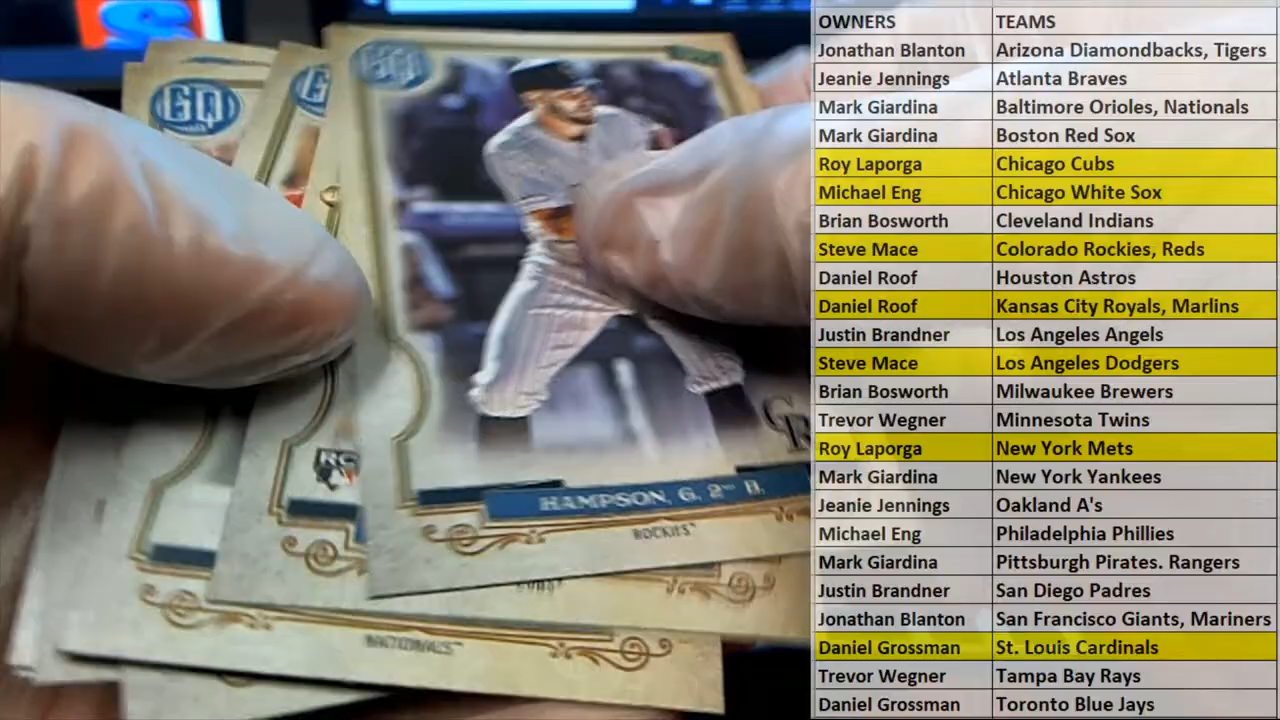 GQ
GQ
G
CR
RC
HAMPSON, G. 2ND B.
ROCKIES™
CUBS™
NATIONALS™
OWNERS TEAMS
Jonathan Blanton Arizona Diamondbacks, Tigers
Jeanie Jennings Atlanta Braves
Mark Giardina Baltimore Orioles, Nationals
Mark Giardina Boston Red Sox
Roy Laporga Chicago Cubs
Michael Eng Chicago White Sox
Brian Bosworth Cleveland Indians
Steve Mace Colorado Rockies, Reds
Daniel Roof Houston Astros
Daniel Roof Kansas City Royals, Marlins
Justin Brandner Los Angeles Angels
Steve Mace Los Angeles Dodgers
Brian Bosworth Milwaukee Brewers
Trevor Wegner Minnesota Twins
Roy Laporga New York Mets
Mark Giardina New York Yankees
Jeanie Jennings Oakland A's
Michael Eng Philadelphia Phillies
Mark Giardina Pittsburgh Pirates. Rangers
Justin Brandner San Diego Padres
Jonathan Blanton San Francisco Giants, Mariners
Daniel Grossman St. Louis Cardinals
Trevor Wegner Tampa Bay Rays
Daniel Grossman Toronto Blue Jays